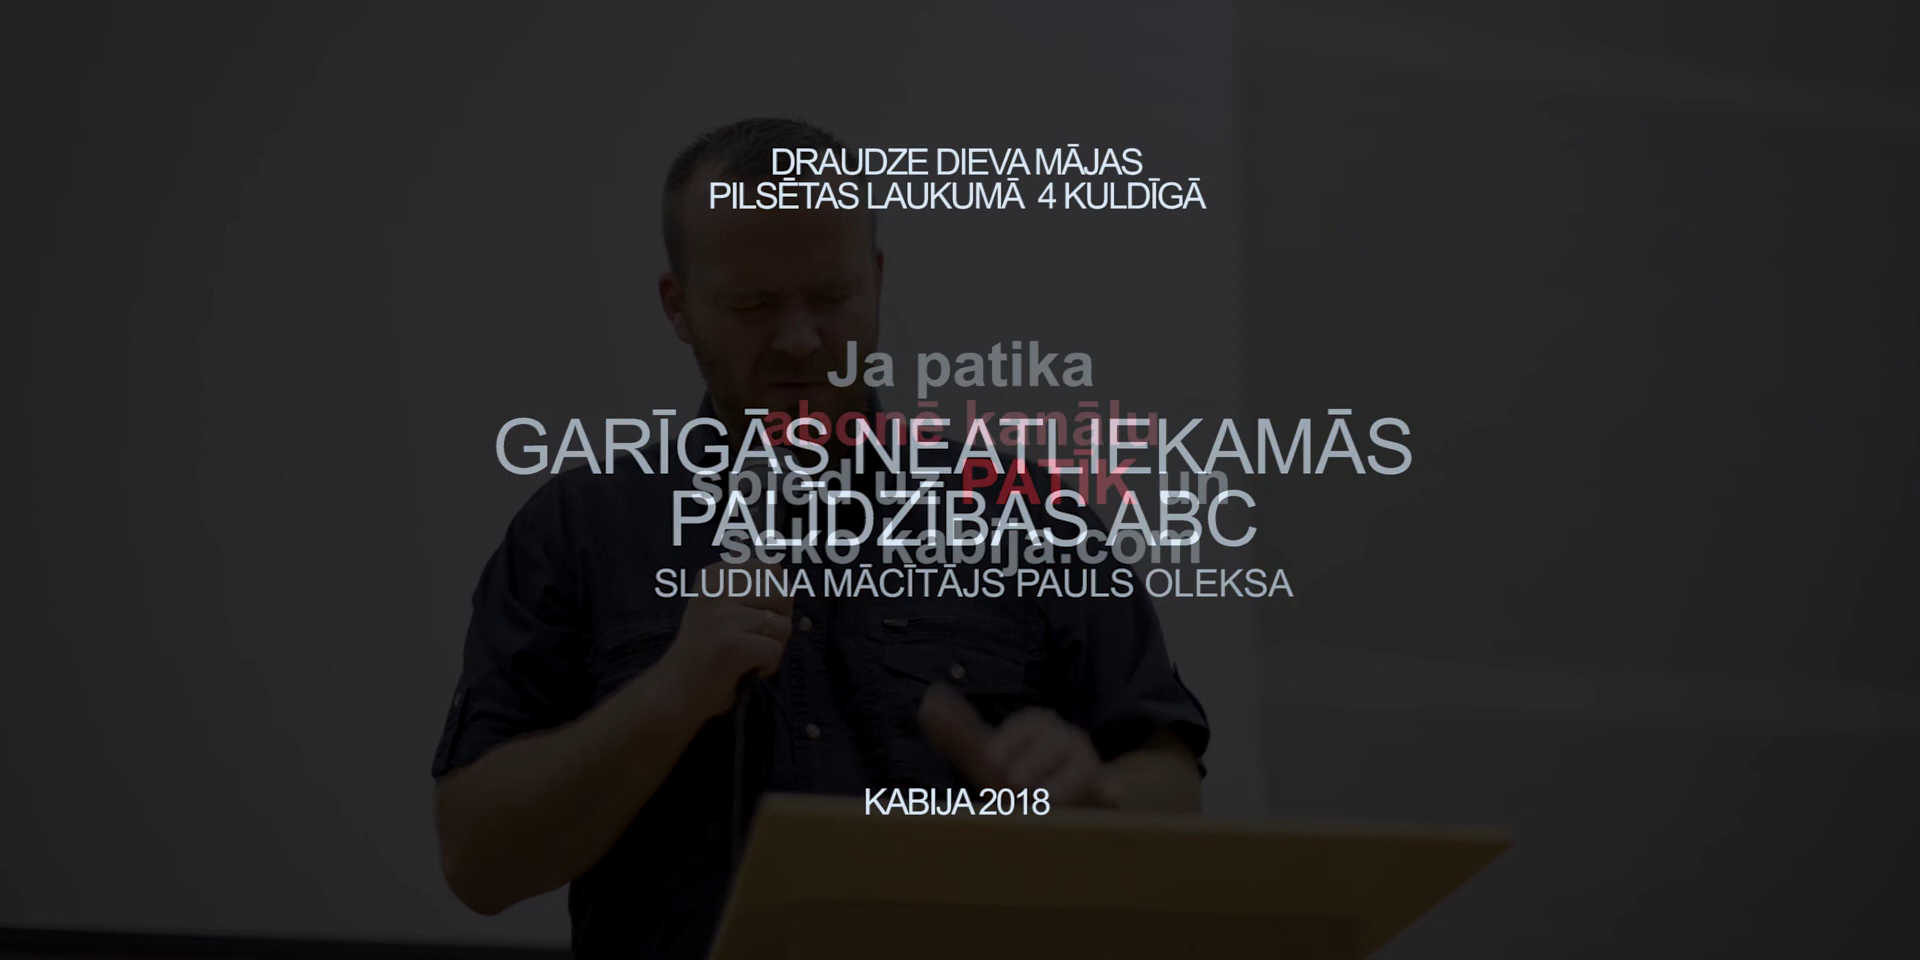 DRAUDZE DIEVA MĀJAS
PILSĒTAS LAUKUMĀ 4 KULDĪGĀ
Ja patika
abonē kanālu
GARĪGĀS NEATLIEKAMĀS
spied uz PATĪK un
PALĪDZĪBAS ABC
seko kabija.com
SLUDINA MĀCĪTĀJS PAULS OLEKSA
KABIJA 2018